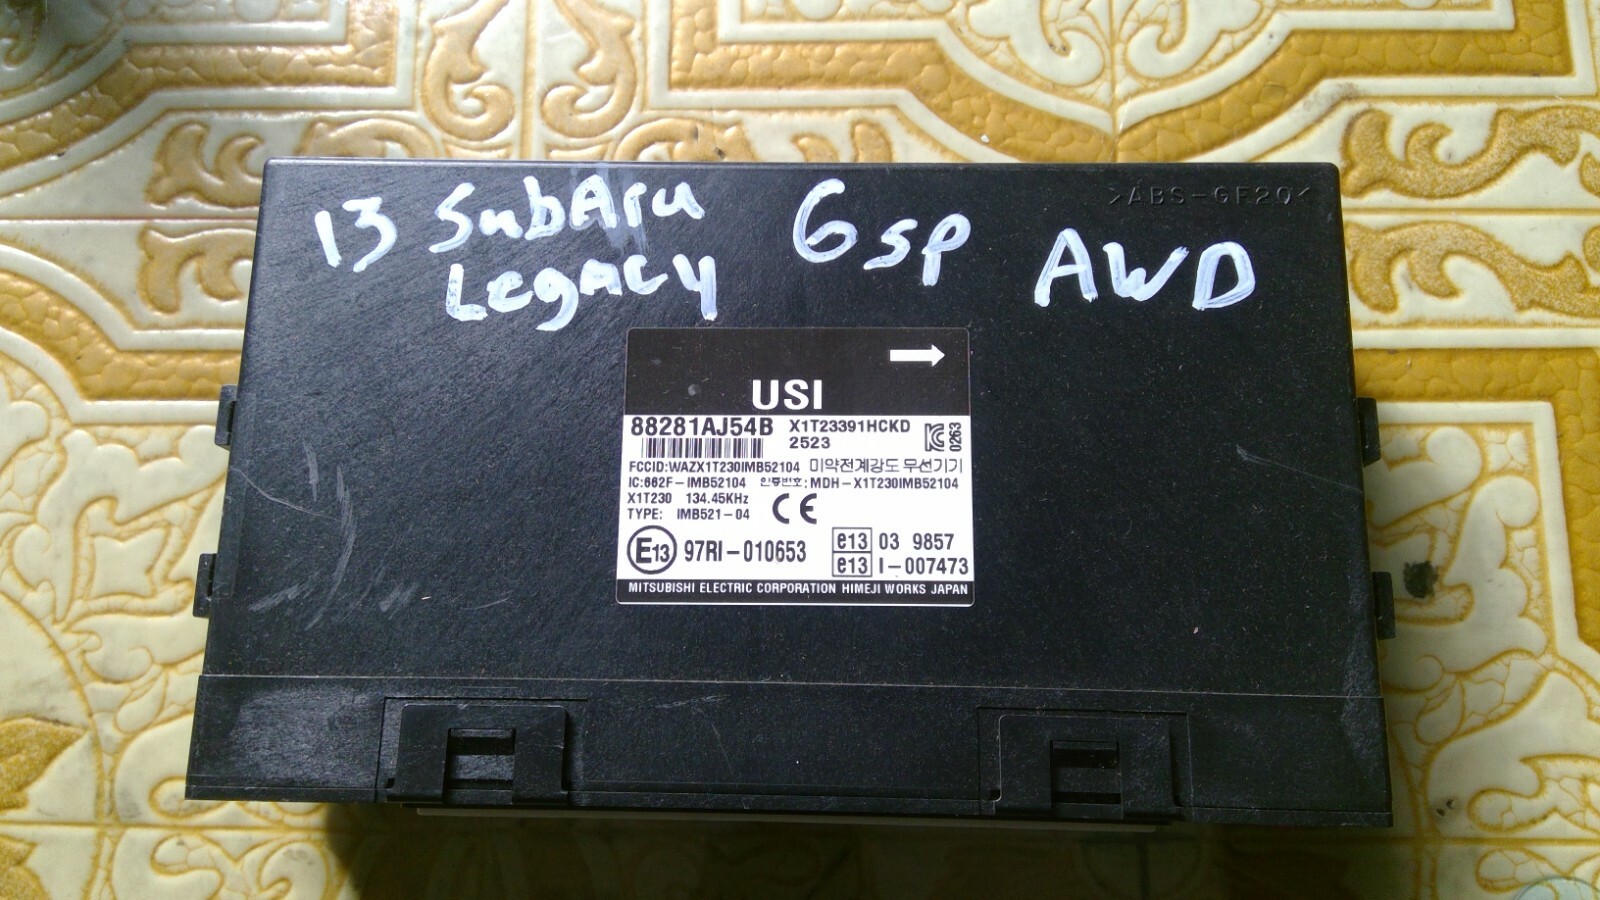 >ABS-GF20<
13 SubAru 6sp AWD
LegAcy
USI
88281AJ54B X1T23391HCKD
2523
0263
FCCID:WAZX1T230IMB52104 미약전계강도 무선기기
IC:662F-IMB52104 인증번호:MDH-X1T230IMB52104
X1T230 134.45KHz
TYPE: IMB521-04 CE
E13 97RI-010653 e13 03 9857
e13 I-007473
MITSUBISHI ELECTRIC CORPORATION HIMEJI WORKS JAPAN